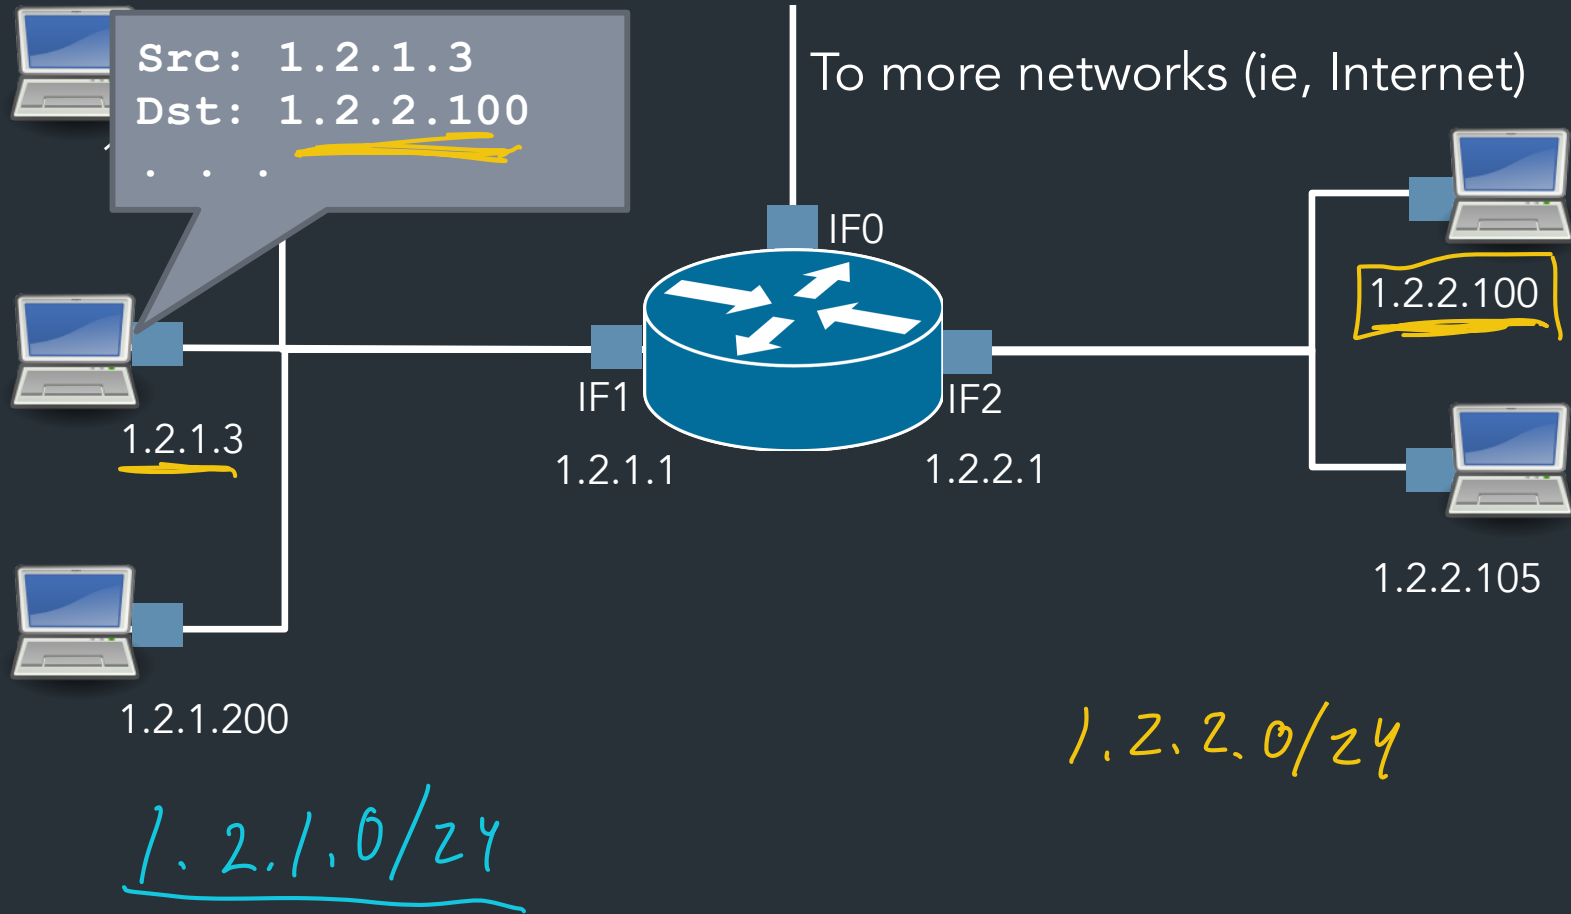 Src: 1.2.1.3
Dst: 1.2.2.100
. . .
To more networks (ie, Internet)
IF0
1.2.2.100
IF1
IF2
1.2.1.3
1.2.1.1
1.2.2.1
1.2.2.105
1.2.1.200
1.2.2.0/24
1.2.1.0/24